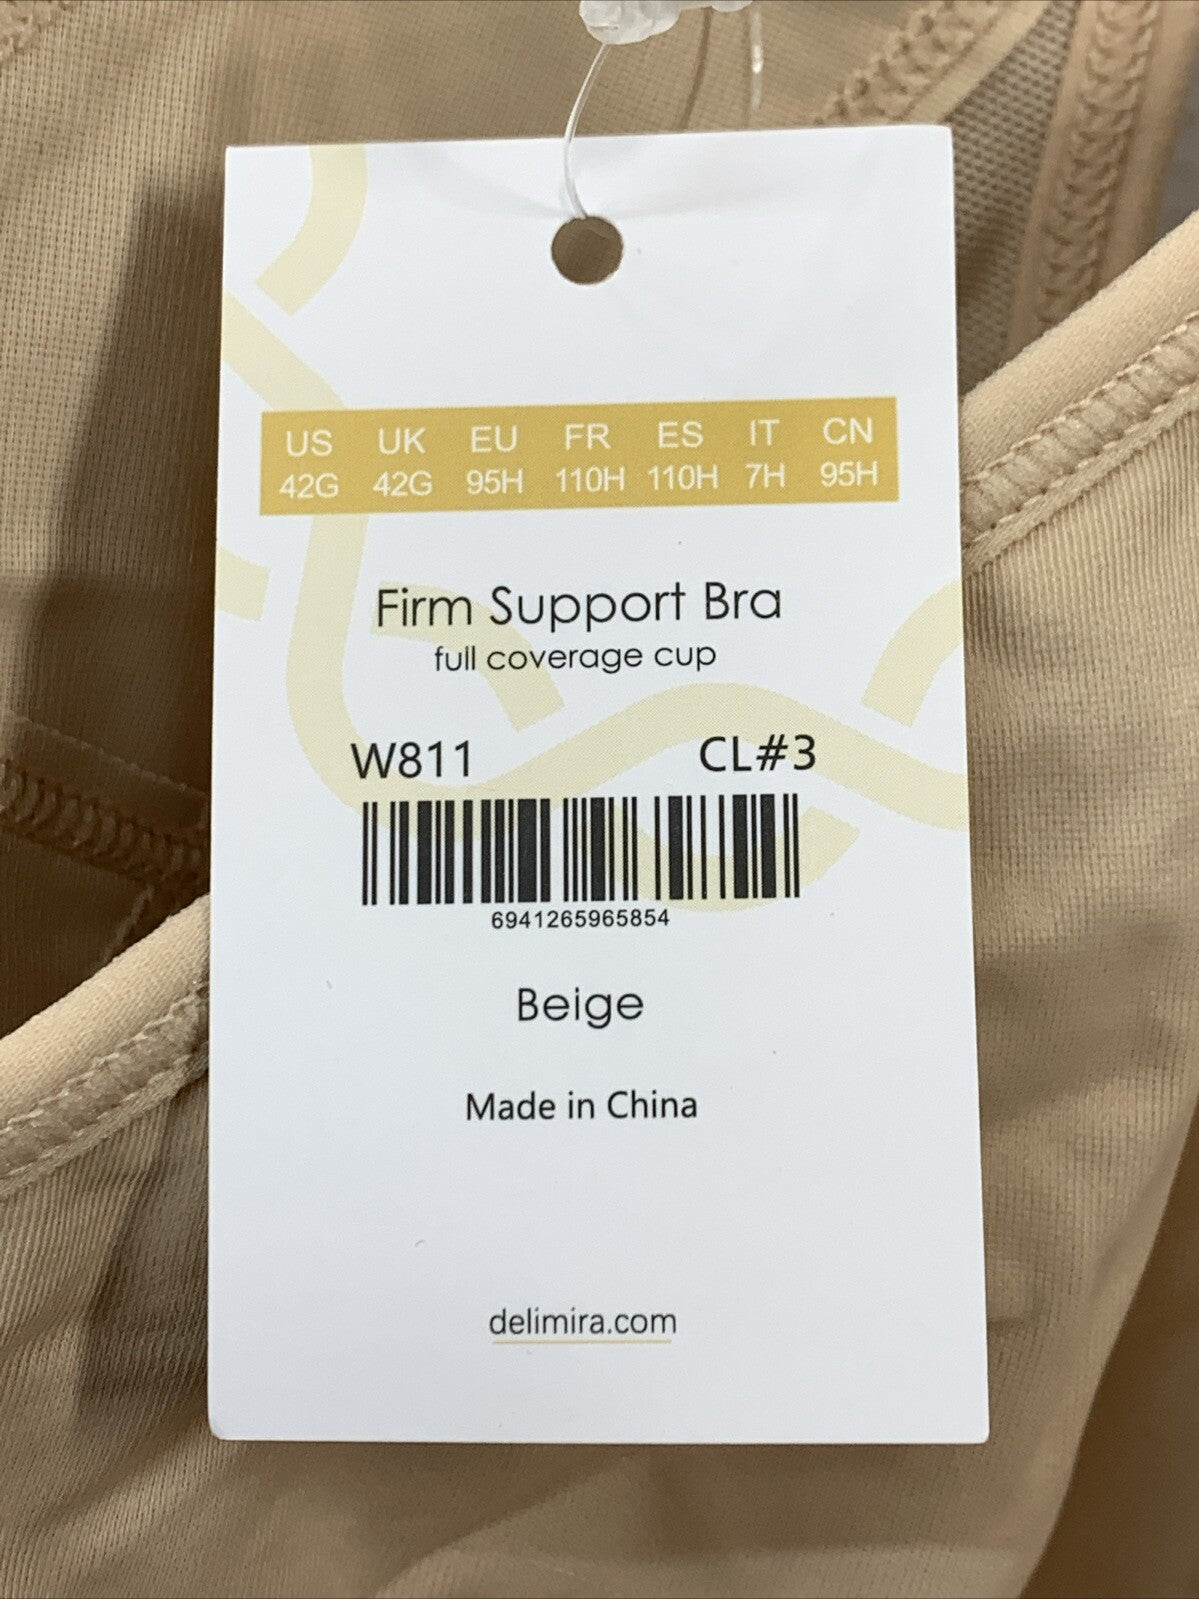 US UK EU FR ES IT CN
42G 42G 95H 110H 110H 7H 95H
Firm Support Bra
full coverage cup
W811 CL#3
6941265965854
Beige
Made in China
delimira.com